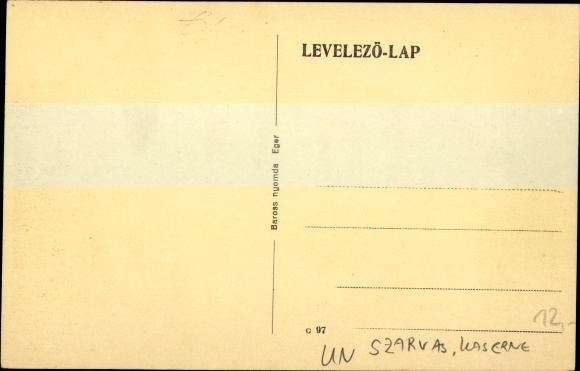 LEVELEZŐ-LAP
Baross nyomda Eger
C 97
12,-
UN SZARVAS, KASERNE